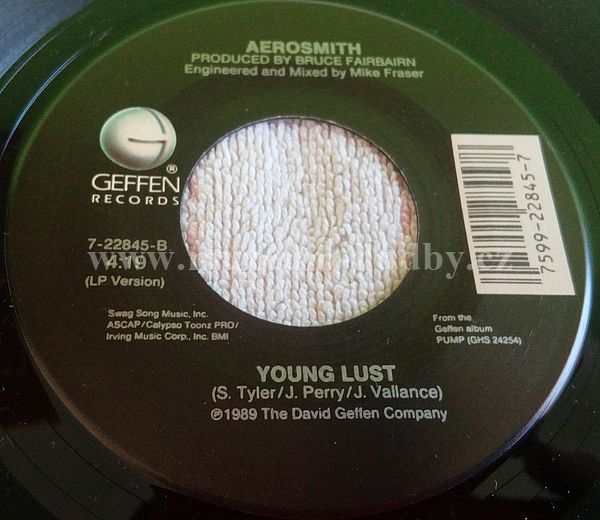 AEROSMITH
PRODUCED BY BRUCE FAIRBAIRN
Engineered and Mixed by Mike Fraser
G
®
GEFFEN
RECORDS
7-22845-B
4:19
(LP Version)
Swag Song Music, Inc.
ASCAP/Calypso Toonz PRO/
Irving Music Corp., Inc. BMI
7599-22845-7
From the
Geffen album
PUMP (GHS 24254)
YOUNG LUST
(S. Tyler/J. Perry/J. Vallance)
℗1989 The David Geffen Company